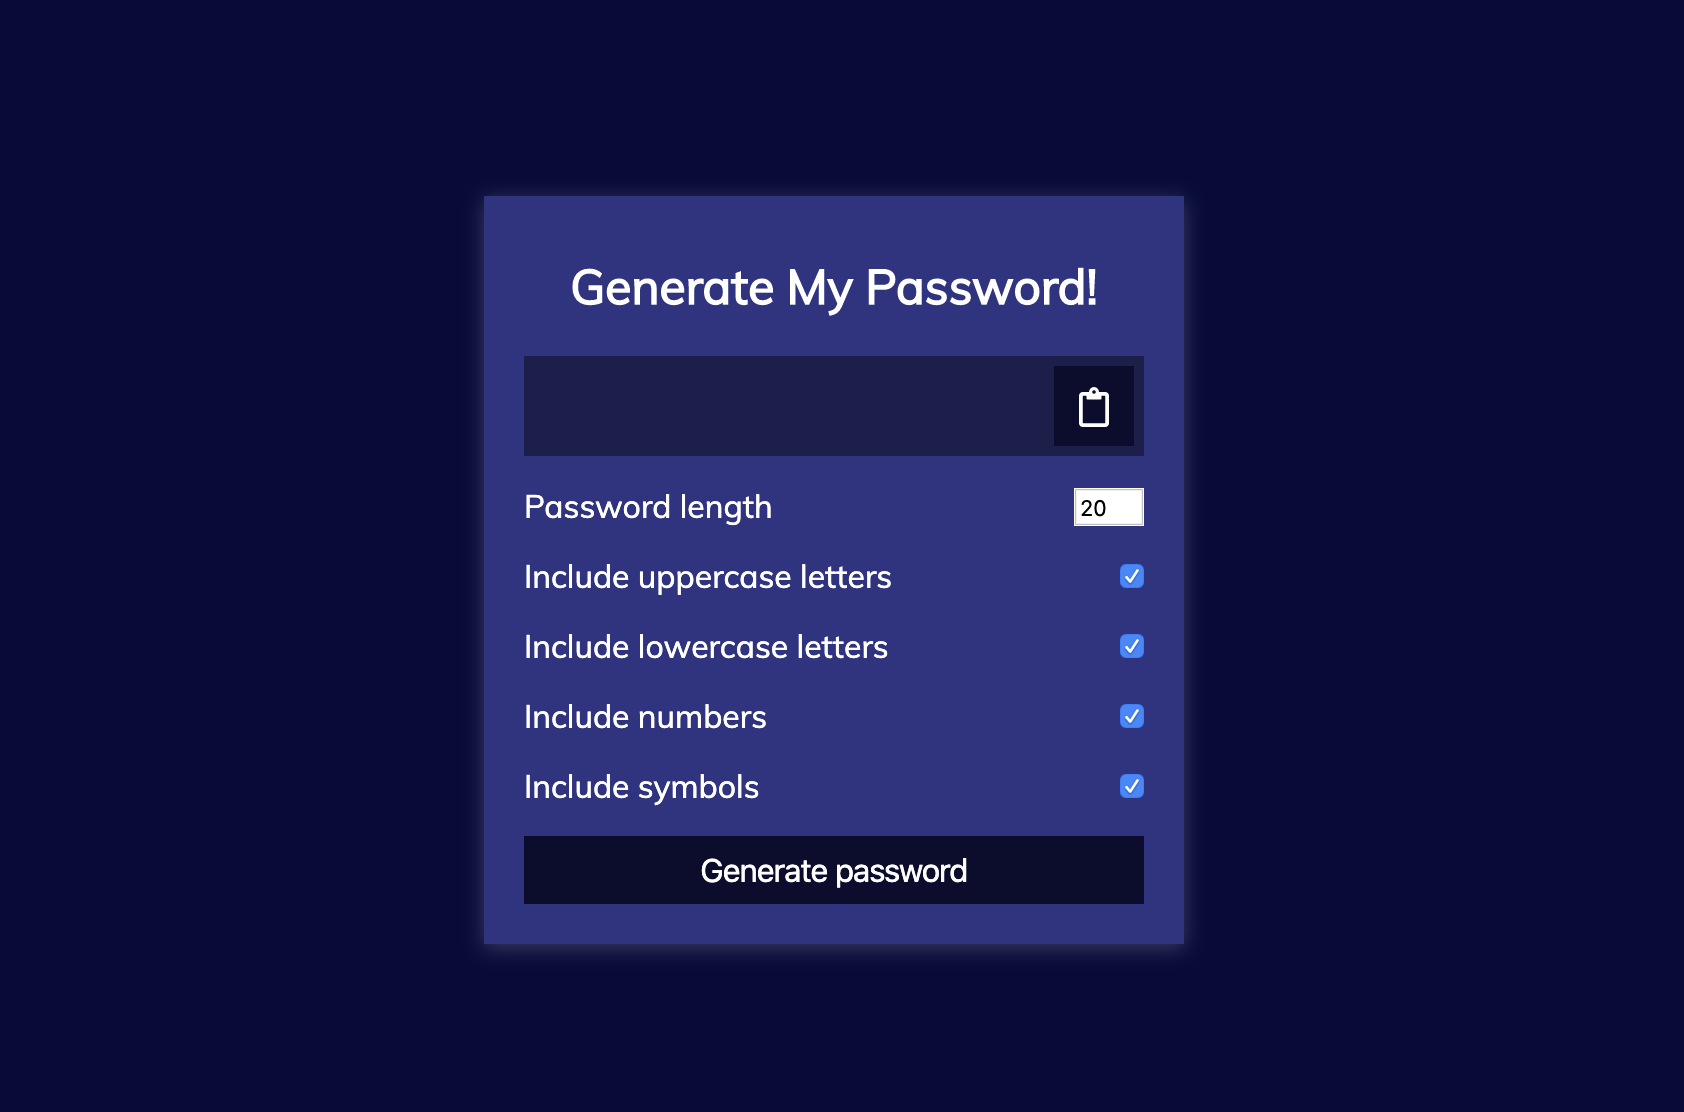 Generate My Password!
Password length 20
Include uppercase letters
Include lowercase letters
Include numbers
Include symbols
Generate password